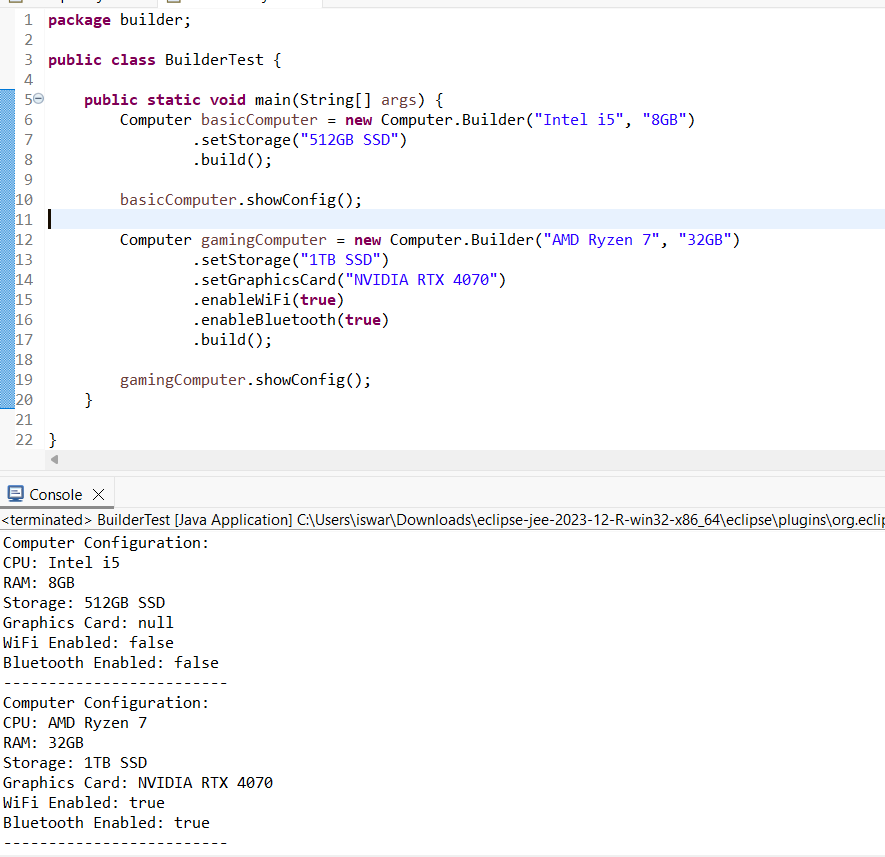 1 package builder;
2
3 public class BuilderTest {
4
5     public static void main(String[] args) {
6         Computer basicComputer = new Computer.Builder("Intel i5", "8GB")
7                 .setStorage("512GB SSD")
8                 .build();
9
10         basicComputer.showConfig();
11
12         Computer gamingComputer = new Computer.Builder("AMD Ryzen 7", "32GB")
13                 .setStorage("1TB SSD")
14                 .setGraphicsCard("NVIDIA RTX 4070")
15                 .enableWiFi(true)
16                 .enableBluetooth(true)
17                 .build();
18
19         gamingComputer.showConfig();
20     }
21
22 }
Console
<terminated> BuilderTest [Java Application] C:\Users\iswar\Downloads\eclipse-jee-2023-12-R-win32-x86_64\eclipse\plugins\org.eclip
Computer Configuration:
CPU: Intel i5
RAM: 8GB
Storage: 512GB SSD
Graphics Card: null
WiFi Enabled: false
Bluetooth Enabled: false
-------------------------
Computer Configuration:
CPU: AMD Ryzen 7
RAM: 32GB
Storage: 1TB SSD
Graphics Card: NVIDIA RTX 4070
WiFi Enabled: true
Bluetooth Enabled: true
-------------------------